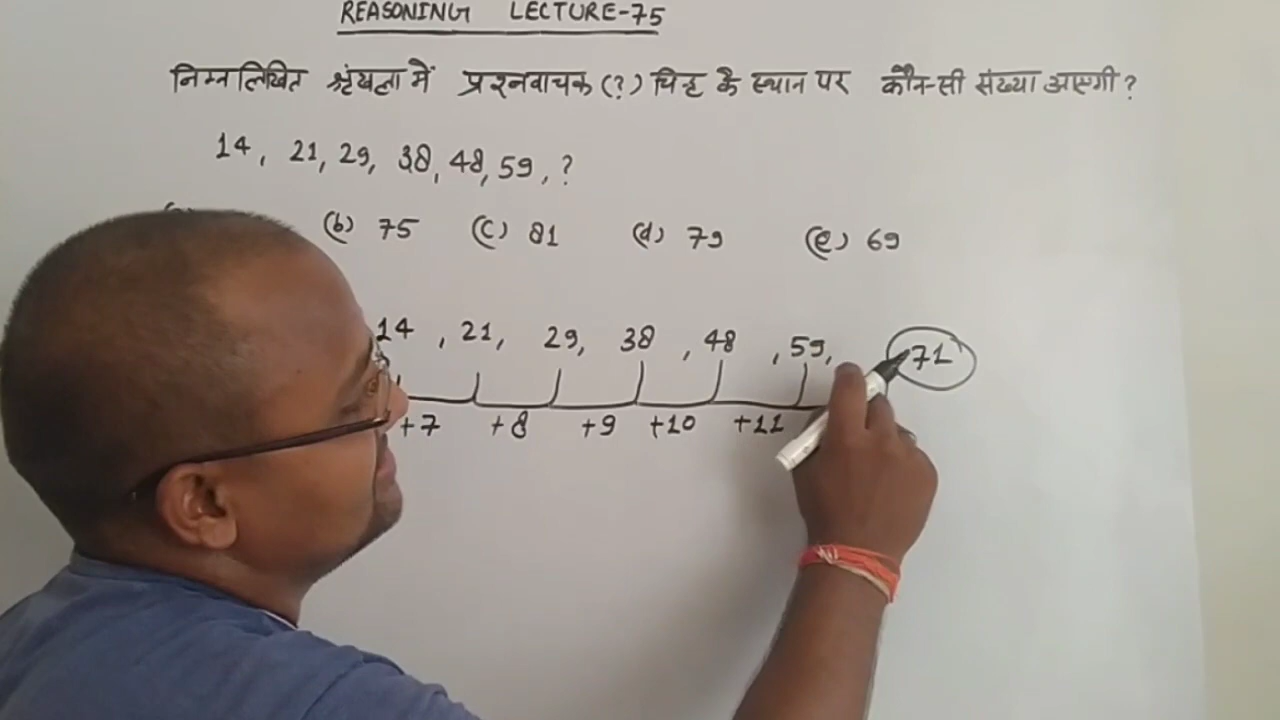 REASONING LECTURE-75
निम्नलिखित श्रृंखला में प्रश्नवाचक (?) चिन्ह के स्थान पर कौन-सी संख्या आएगी ?
14, 21, 29, 38, 48, 59, ?
(b) 75 (c) 81 (d) 79 (e) 69
14, 21, 29, 38, 48, 59, 71
+7 +8 +9 +10 +11